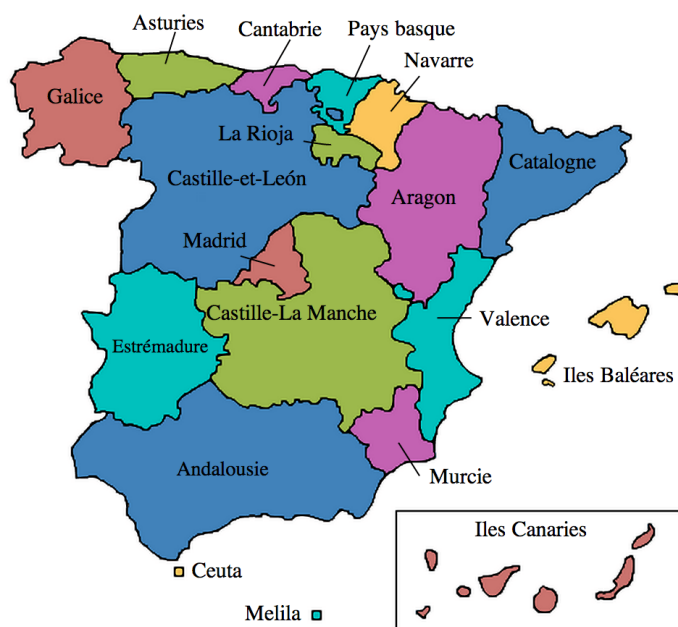 Asturies
Cantabrie
Pays basque
Navarre
Galice
La Rioja
Castille-et-León
Catalogne
Aragon
Madrid
Castille-La Manche
Valence
Estrémadure
Iles Baléares
Andalousie
Murcie
Iles Canaries
Ceuta
Melila